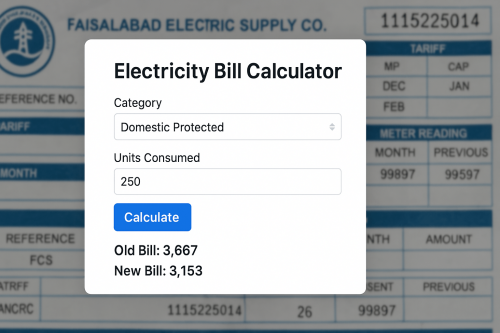 FAISALABAD ELECTRIC SUPPLY CO.
1115225014
TARIFF
MP CAP
DEC JAN
FEB
EFERENCE NO.
ARIFF
METER READING
MONTH PREVIOUS
MONTH
99897 99597
Electricity Bill Calculator
Category
Domestic Protected
Units Consumed
250
Calculate
Old Bill: 3,667
New Bill: 3,153
REFERENCE
NTH AMOUNT
FCS
ATRFF
SENT PREVIOUS
ANCRC 1115225014 26 99897